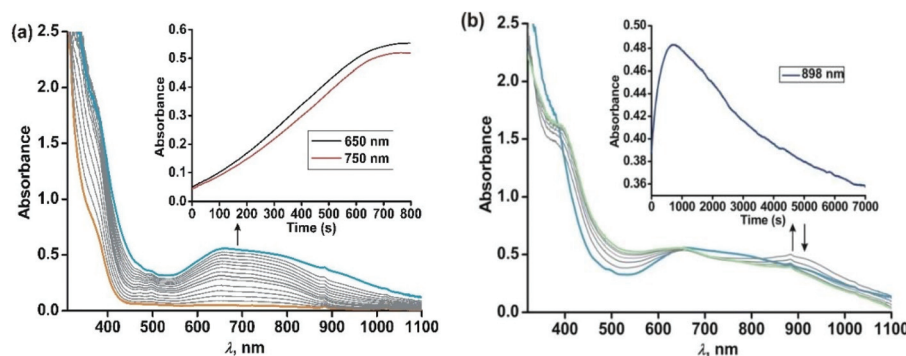 (a)
2.5
2.0
1.5
1.0
0.5
0.0
Absorbance
400 500 600 700 800 900 1000 1100
λ, nm
0.6
0.5
0.4
0.3
0.2
0.1
0.0
Absorbance
0 100 200 300 400 500 600 700 800
Time (s)
650 nm
750 nm
(b)
2.5
2.0
1.5
1.0
0.5
0.0
Absorbance
400 500 600 700 800 900 1000 1100
λ, nm
0.48
0.46
0.44
0.42
0.40
0.38
0.36
Absorbance
0 1000 2000 3000 4000 5000 6000 7000
Time (s)
898 nm